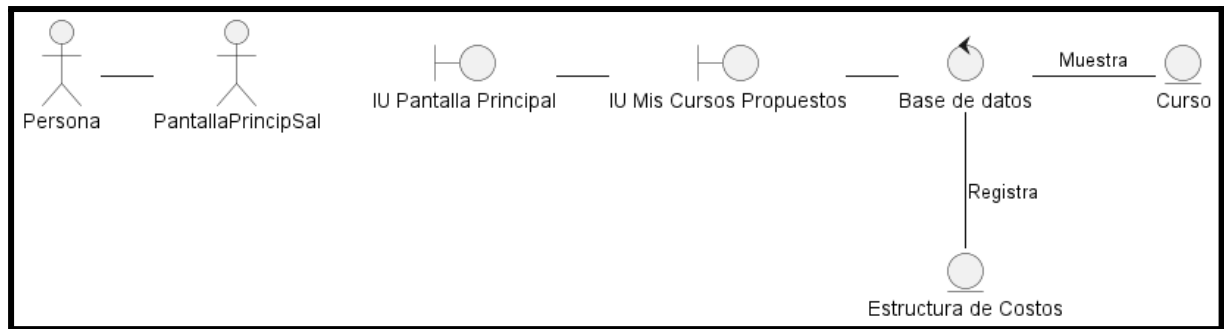 Persona
PantallaPrincipSal
IU Pantalla Principal
IU Mis Cursos Propuestos
Base de datos
Muestra
Curso
Registra
Estructura de Costos